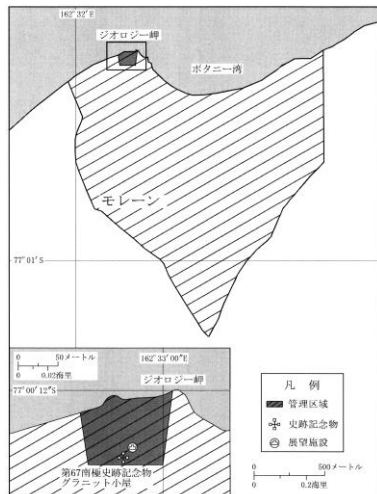 162°32′E
ジオロジー岬
ボタニー湾
モレーン
77°01′S
0 50メートル
0.02海里
162°33′00″E
77°00′12″S
ジオロジー岬
第67南極史跡記念物・
グラニット小屋
凡 例
管理区域
史跡記念物
展望施設
0 500メートル
0.2海里